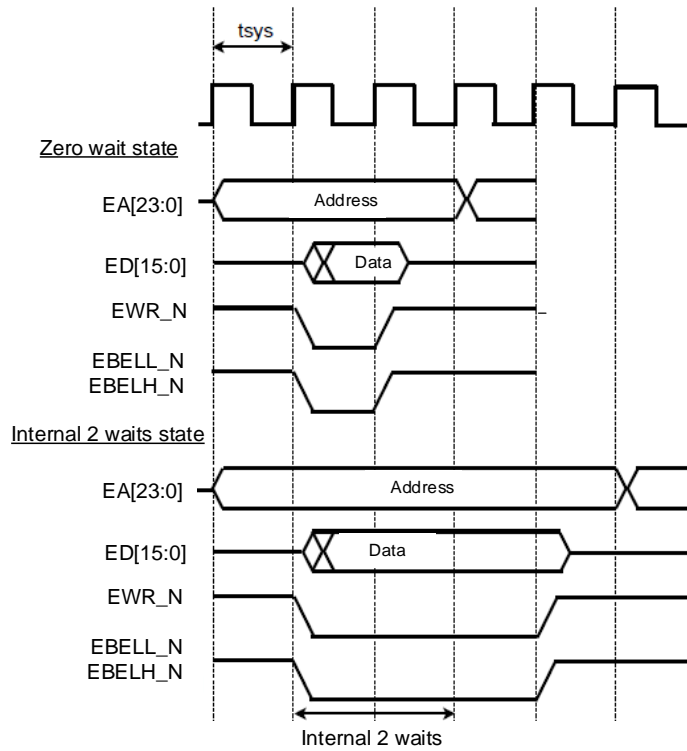 tsys
Zero wait state
EA[23:0]
Address
ED[15:0]
Data
EWR_N
EBELL_N
EBELH_N
Internal 2 waits state
EA[23:0]
Address
ED[15:0]
Data
EWR_N
EBELL_N
EBELH_N
Internal 2 waits